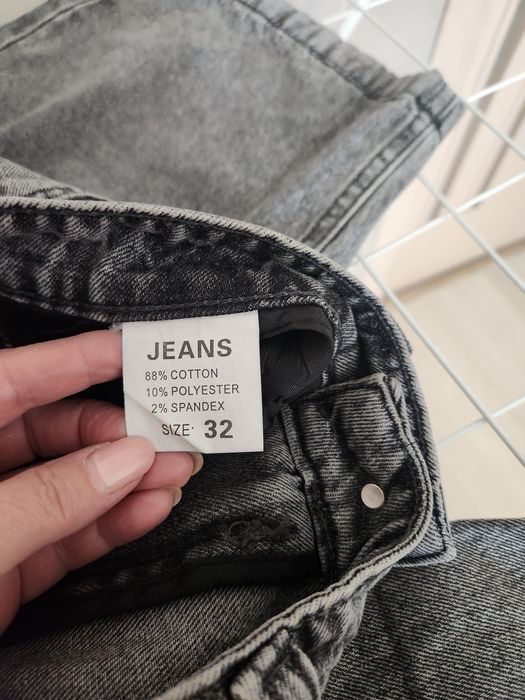 JEANS
88% COTTON
10% POLYESTER
2% SPANDEX
SIZE: 32